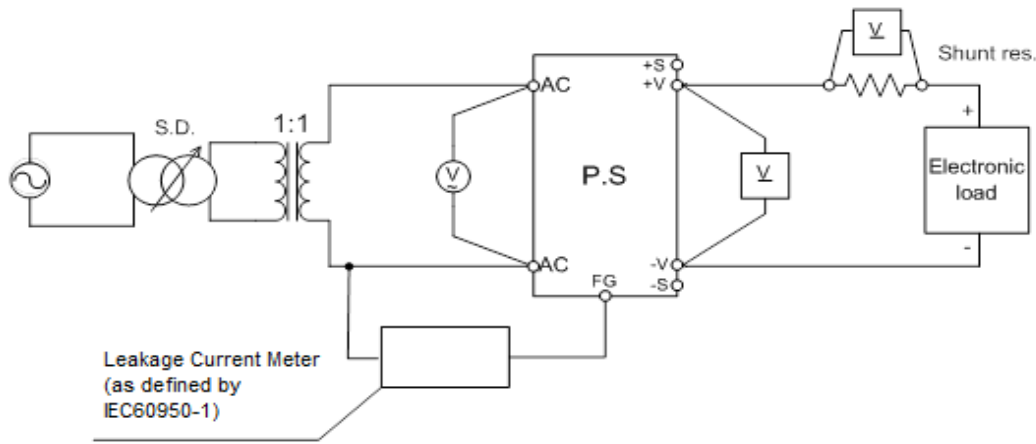 S.D.
1:1
AC
V
~
AC
P.S
+S
+V
-V
-S
FG
V
V
Shunt res.
+
Electronic
load
-
Leakage Current Meter
(as defined by
IEC60950-1)